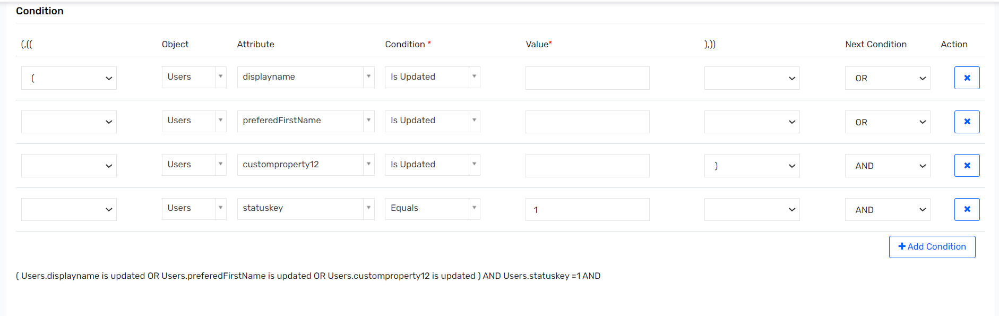 Condition
(,(( Object Attribute Condition * Value* ),)) Next Condition Action
( Users displayname Is Updated OR
Users preferedFirstName Is Updated OR
Users customproperty12 Is Updated ) AND
Users statuskey Equals 1 AND
Add Condition
( Users.displayname is updated OR Users.preferedFirstName is updated OR Users.customproperty12 is updated ) AND Users.statuskey =1 AND